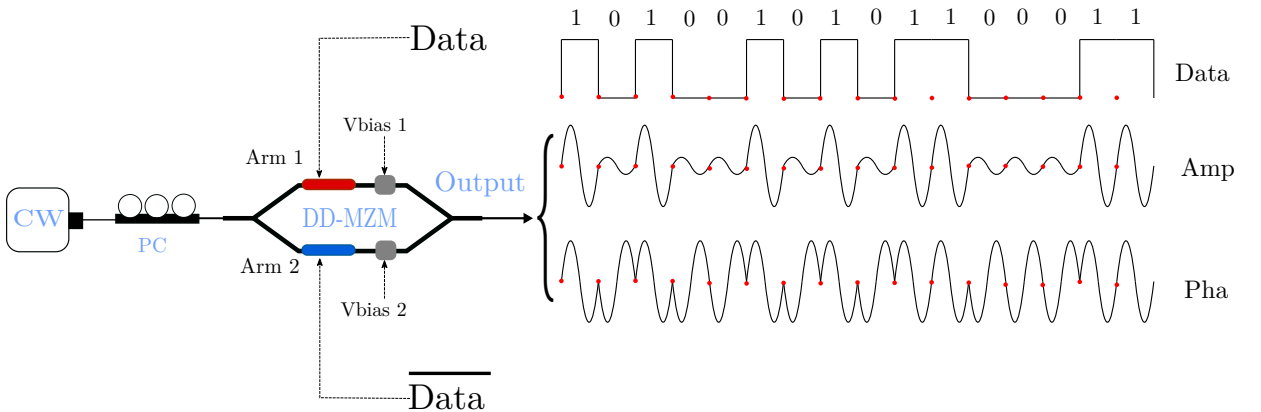 1 0 1 0 0 1 0 1 0 1 1 0 0 0 1 1
Data
Data
Vbias 1
Arm 1
Amp
Output
CW
DD-MZM
PC
Arm 2
Pha
Vbias 2
Data